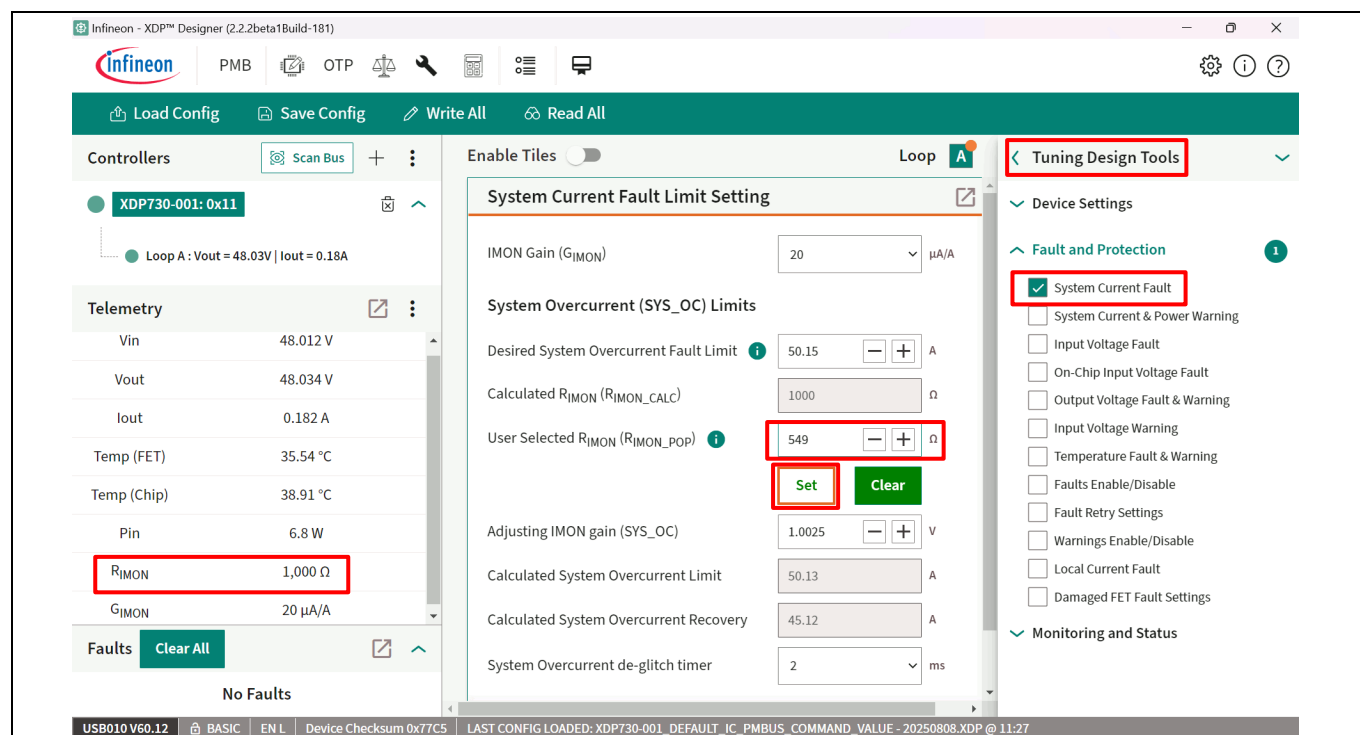 Infineon - XDP™ Designer (2.2.2beta1Build-181)
infineon
PMB
OTP
Load Config
Save Config
Write All
Read All
Controllers
Scan Bus
XDP730-001: 0x11
Loop A : Vout = 48.03V | Iout = 0.18A
Telemetry
Vin 48.012 V
Vout 48.034 V
Iout 0.182 A
Temp (FET) 35.54 °C
Temp (Chip) 38.91 °C
Pin 6.8 W
RIMON 1,000 Ω
GIMON 20 µA/A
Faults Clear All
No Faults
Enable Tiles
Loop A
System Current Fault Limit Setting
IMON Gain (GIMON) 20 µA/A
System Overcurrent (SYS_OC) Limits
Desired System Overcurrent Fault Limit i 50.15 A
Calculated RIMON (RIMON_CALC) 1000 Ω
User Selected RIMON (RIMON_POP) i 549 Ω
Set Clear
Adjusting IMON gain (SYS_OC) 1.0025 V
Calculated System Overcurrent Limit 50.13 A
Calculated System Overcurrent Recovery 45.12 A
System Overcurrent de-glitch timer 2 ms
Tuning Design Tools
Device Settings
Fault and Protection 1
System Current Fault
System Current & Power Warning
Input Voltage Fault
On-Chip Input Voltage Fault
Output Voltage Fault & Warning
Input Voltage Warning
Temperature Fault & Warning
Faults Enable/Disable
Fault Retry Settings
Warnings Enable/Disable
Local Current Fault
Damaged FET Fault Settings
Monitoring and Status
USB010 V60.12 BASIC EN L Device Checksum 0x77C5 LAST CONFIG LOADED: XDP730-001_DEFAULT_IC_PMBUS_COMMAND_VALUE - 20250808.XDP @ 11:27